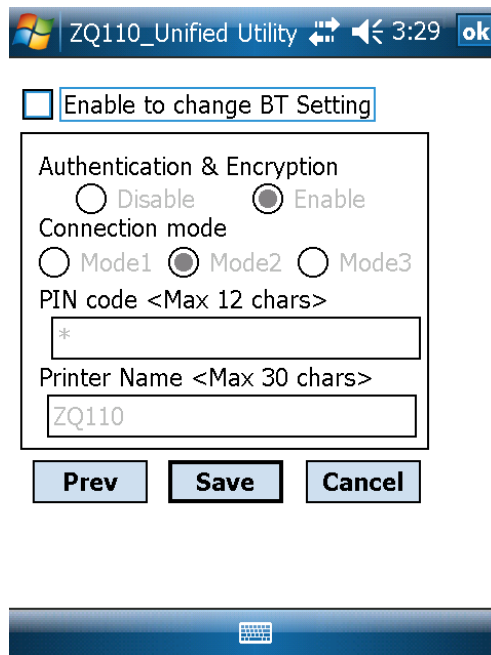 ZQ110_Unified Utility 3:29 ok
Enable to change BT Setting
Authentication & Encryption
Disable Enable
Connection mode
Mode1 Mode2 Mode3
PIN code <Max 12 chars>
*
Printer Name <Max 30 chars>
ZQ110
Prev Save Cancel